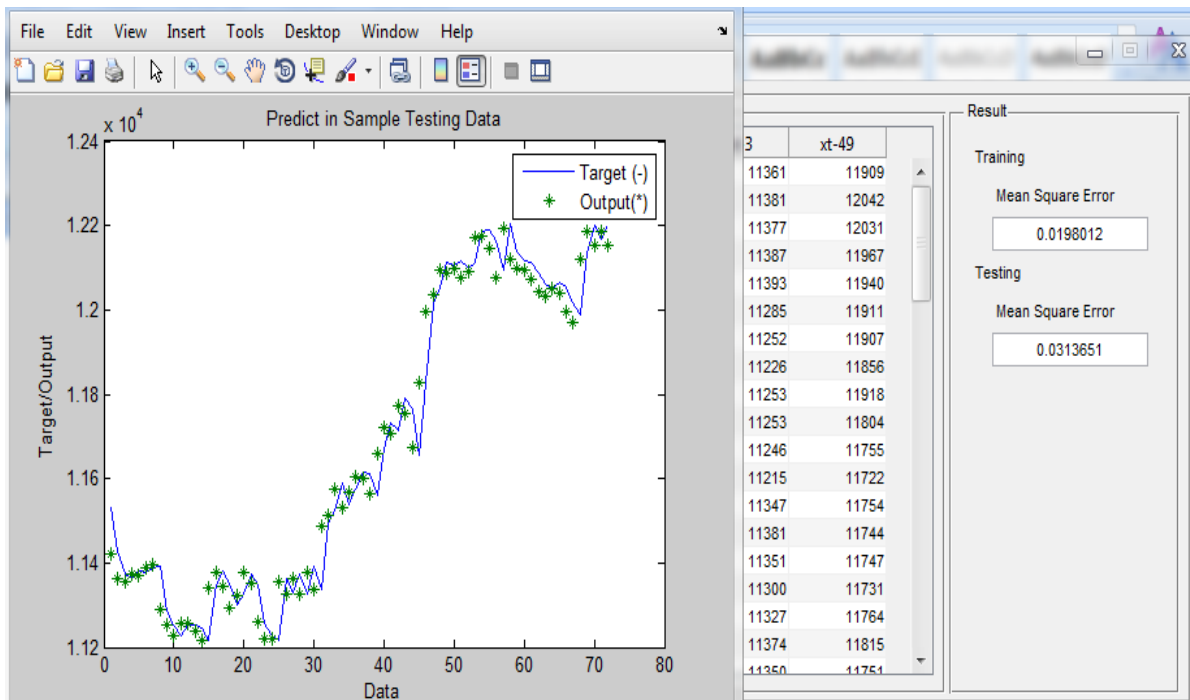 File Edit View Insert Tools Desktop Window Help
Predict in Sample Testing Data
x 10^4
1.24
1.22
1.2
1.18
1.16
1.14
1.12
0 10 20 30 40 50 60 70 80
Target/Output
Data
Target (-)
Output(*)
3 xt-49
11361 11909
11381 12042
11377 12031
11387 11967
11393 11940
11285 11911
11252 11907
11226 11856
11253 11918
11253 11804
11246 11755
11215 11722
11347 11754
11381 11744
11351 11747
11300 11731
11327 11764
11374 11815
11350 11751
Result
Training
Mean Square Error
0.0198012
Testing
Mean Square Error
0.0313651